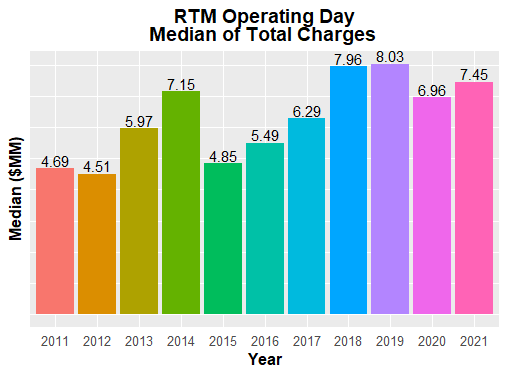 RTM Operating Day
Median of Total Charges
Median ($MM)
4.69 4.51 5.97 7.15 4.85 5.49 6.29 7.96 8.03 6.96 7.45
2011 2012 2013 2014 2015 2016 2017 2018 2019 2020 2021
Year